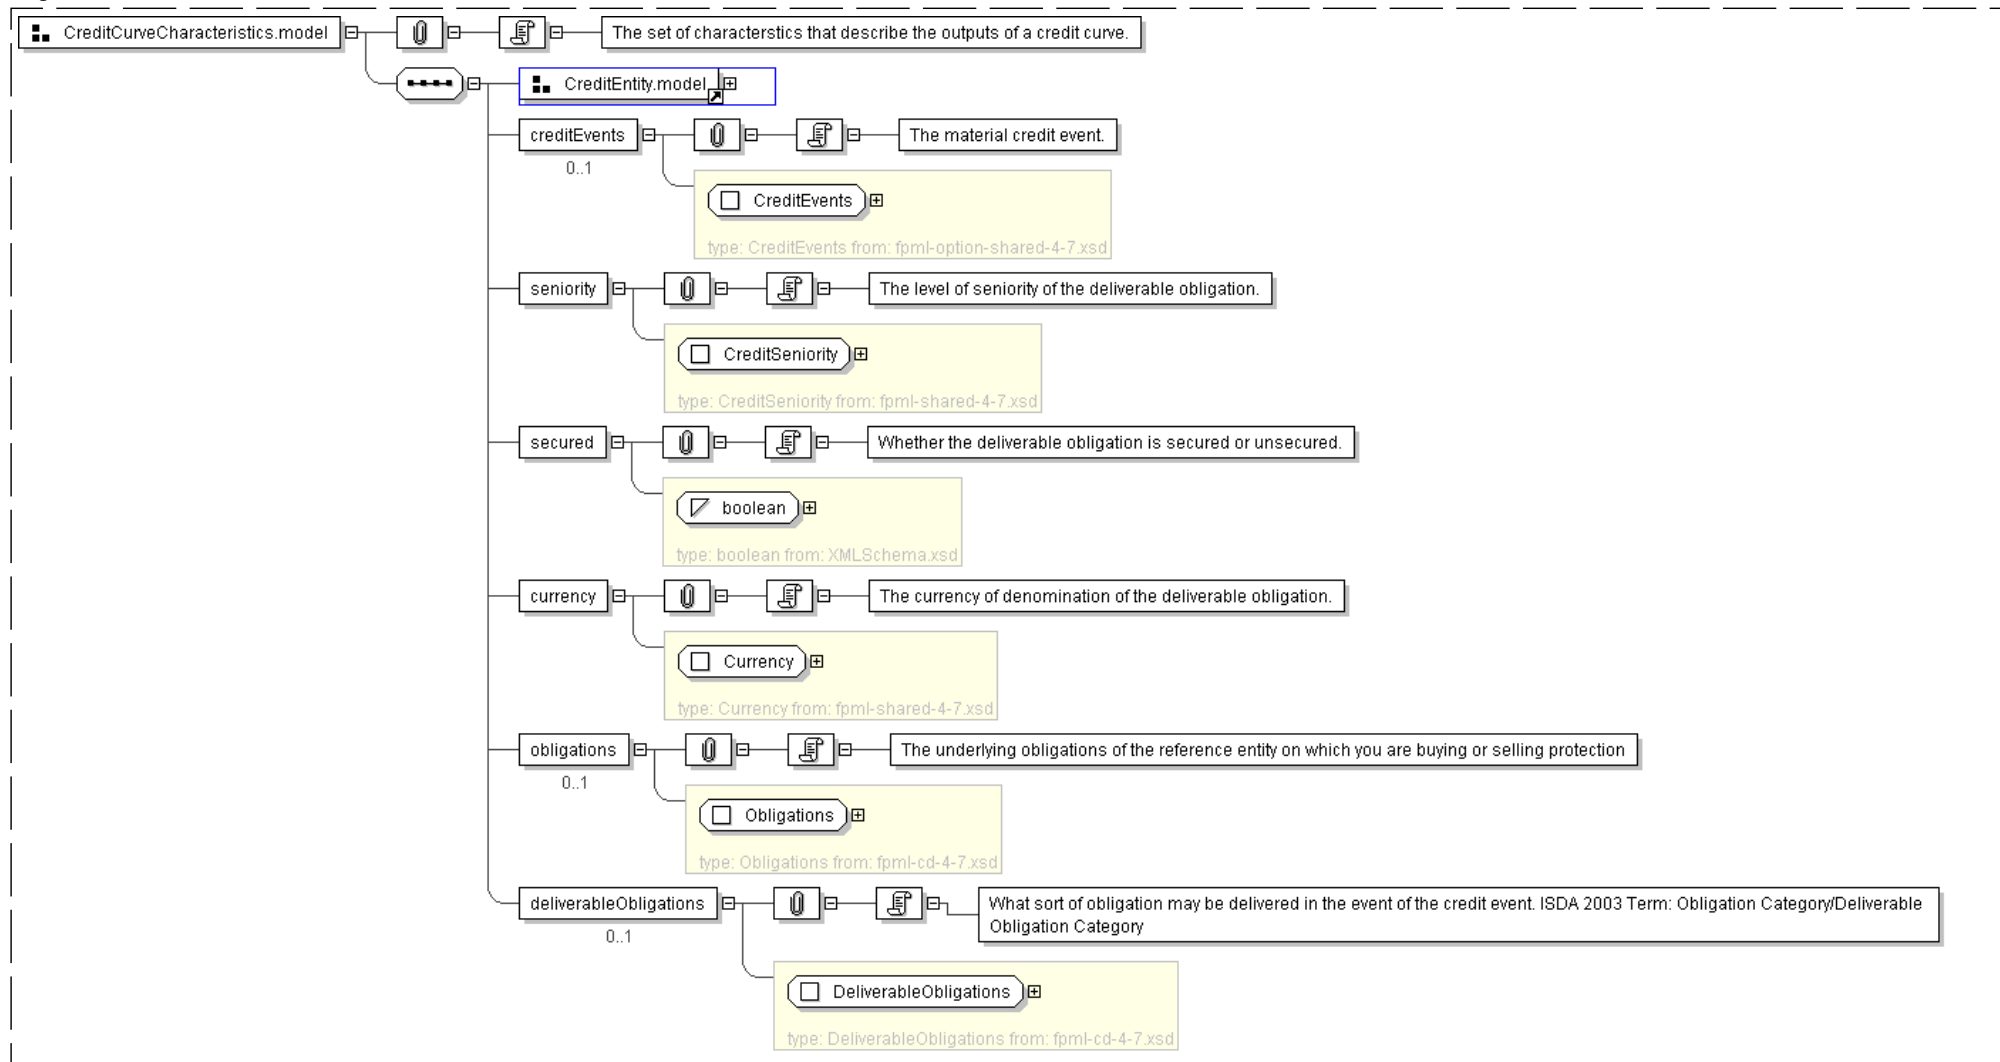 CreditCurveCharacteristics.model
The set of characterstics that describe the outputs of a credit curve.
CreditEntity.model
creditEvents
The material credit event.
0..1
CreditEvents
type: CreditEvents from: fpml-option-shared-4-7.xsd
seniority
The level of seniority of the deliverable obligation.
CreditSeniority
type: CreditSeniority from: fpml-shared-4-7.xsd
secured
Whether the deliverable obligation is secured or unsecured.
boolean
type: boolean from: XMLSchema.xsd
currency
The currency of denomination of the deliverable obligation.
Currency
type: Currency from: fpml-shared-4-7.xsd
obligations
The underlying obligations of the reference entity on which you are buying or selling protection
0..1
Obligations
type: Obligations from: fpml-cd-4-7.xsd
deliverableObligations
What sort of obligation may be delivered in the event of the credit event. ISDA 2003 Term: Obligation Category/Deliverable
Obligation Category
0..1
DeliverableObligations
type: DeliverableObligations from: fpml-cd-4-7.xsd